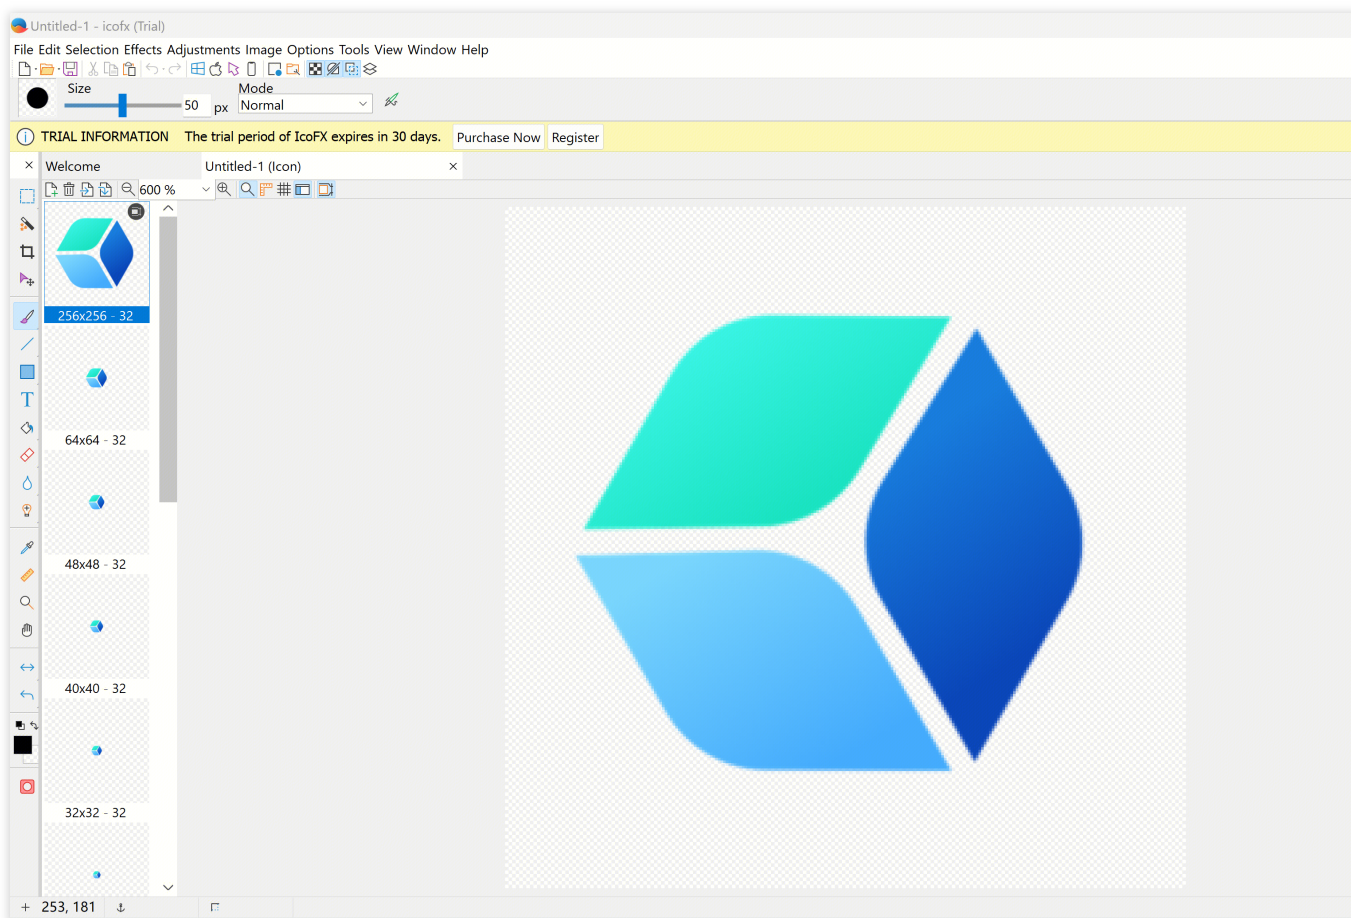 Untitled-1 - icofx (Trial)
File Edit Selection Effects Adjustments Image Options Tools View Window Help
Size
50 px
Mode
Normal
TRIAL INFORMATION The trial period of IcoFX expires in 30 days. Purchase Now Register
Welcome
Untitled-1 (Icon)
600 %
256x256 - 32
64x64 - 32
48x48 - 32
40x40 - 32
32x32 - 32
253, 181